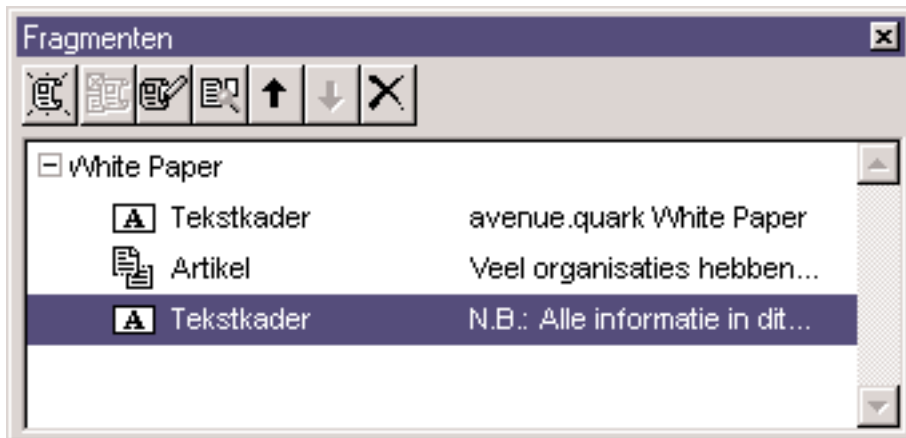 Fragmenten
White Paper
A Tekstkader avenue.quark White Paper
Artikel Veel organisaties hebben...
A Tekstkader N.B.: Alle informatie in dit...